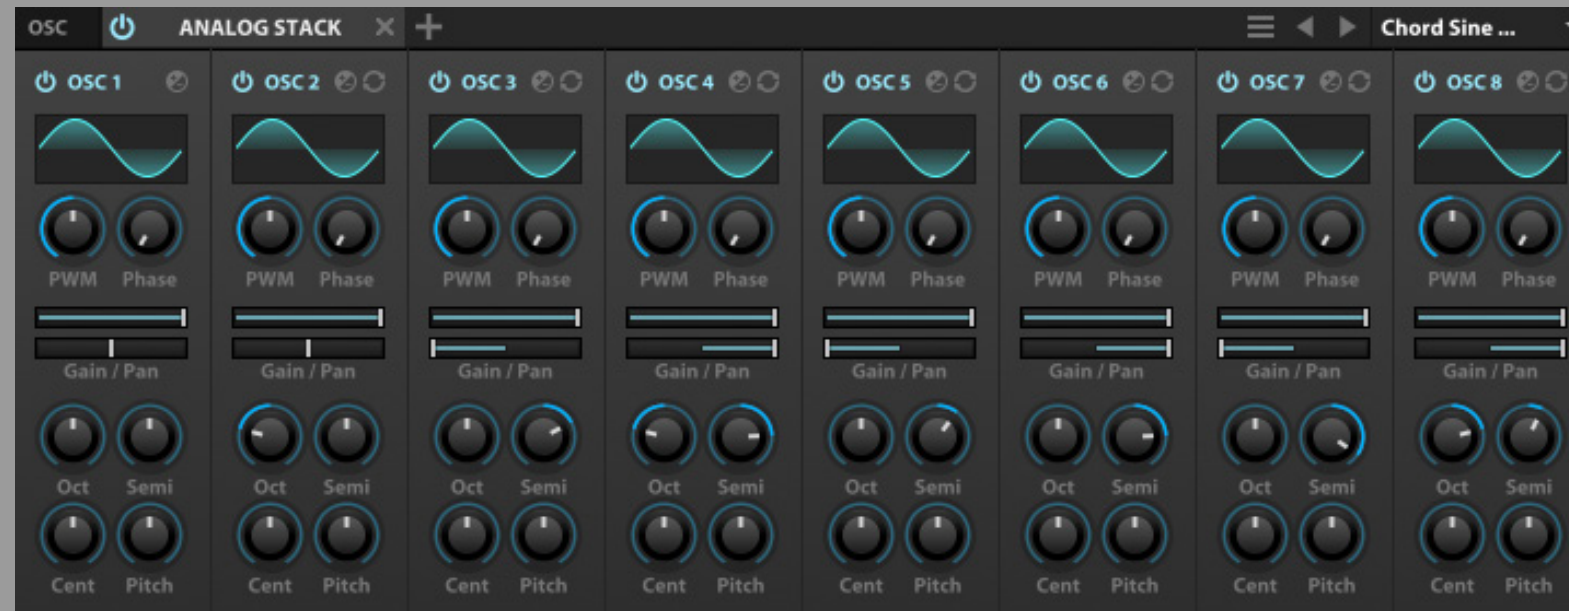 OSC ANALOG STACK Chord Sine ...
OSC 1 OSC 2 OSC 3 OSC 4 OSC 5 OSC 6 OSC 7 OSC 8
PWM Phase PWM Phase PWM Phase PWM Phase PWM Phase PWM Phase PWM Phase PWM Phase
Gain / Pan Gain / Pan Gain / Pan Gain / Pan Gain / Pan Gain / Pan Gain / Pan Gain / Pan
Oct Semi Oct Semi Oct Semi Oct Semi Oct Semi Oct Semi Oct Semi Oct Semi
Cent Pitch Cent Pitch Cent Pitch Cent Pitch Cent Pitch Cent Pitch Cent Pitch Cent Pitch